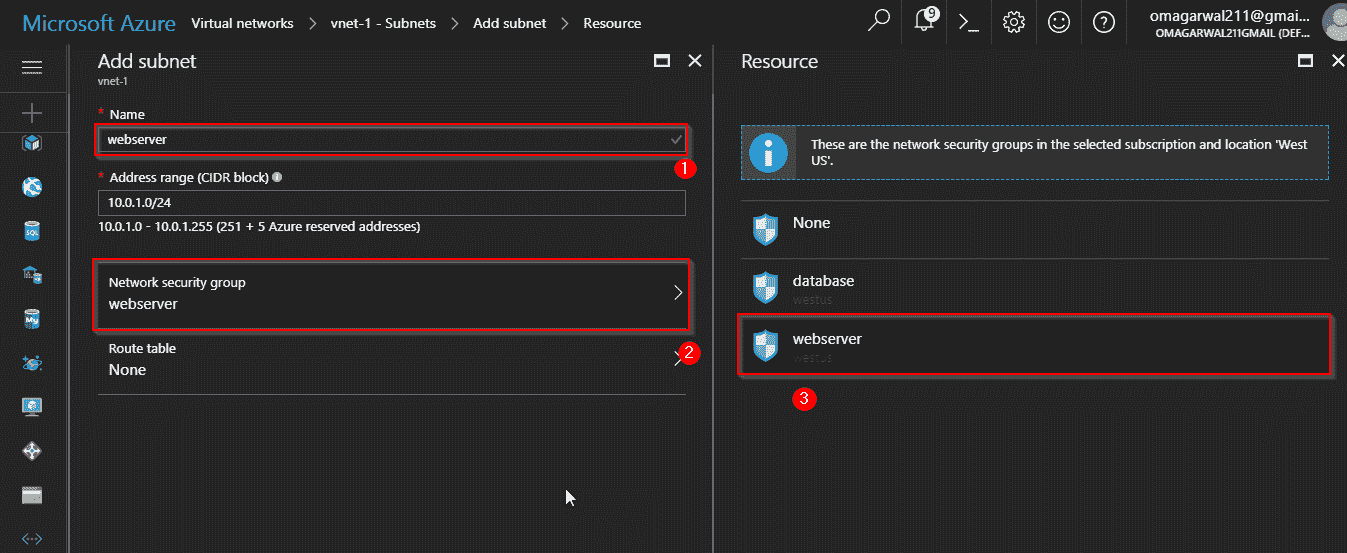 Microsoft Azure Virtual networks > vnet-1 - Subnets > Add subnet > Resource
9
>_
?
omagarwal211@gmai...
OMAGARWAL211GMAIL (DEF...
Add subnet
vnet-1
* Name
webserver
1
* Address range (CIDR block) i
10.0.1.0/24
10.0.1.0 - 10.0.1.255 (251 + 5 Azure reserved addresses)
Network security group
webserver
2
Route table
None
SQL
My
Resource
i
These are the network security groups in the selected subscription and location 'West
US'.
None
database
westus
webserver
westus
3